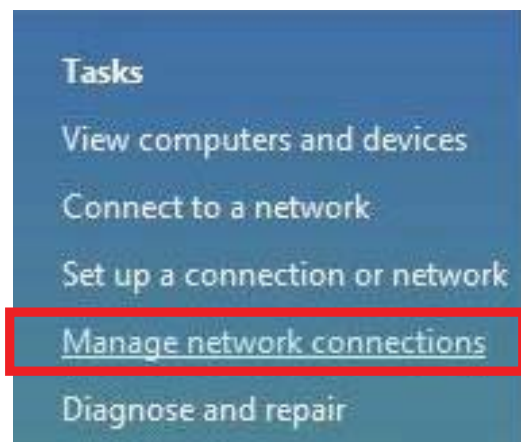 Tasks
View computers and devices
Connect to a network
Set up a connection or network
Manage network connections
Diagnose and repair